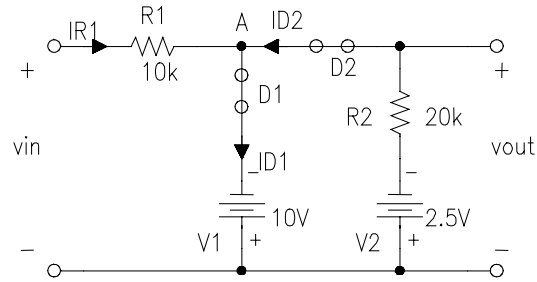 R1
A
ID2
IR1
+
10k
D1
D2
+
R2
20k
vin
vout
ID1
−
−
10V
2.5V
V1
+
V2
+
−
−